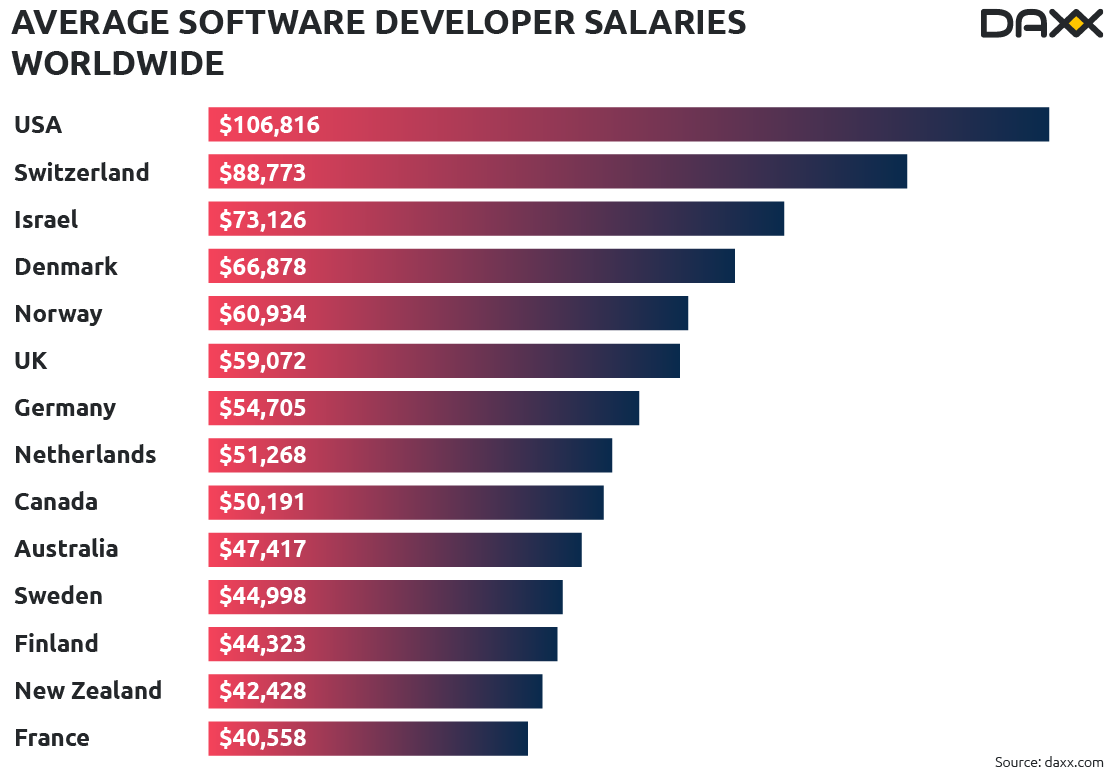 AVERAGE SOFTWARE DEVELOPER SALARIES
WORLDWIDE
DAXX
USA $106,816
Switzerland $88,773
Israel $73,126
Denmark $66,878
Norway $60,934
UK $59,072
Germany $54,705
Netherlands $51,268
Canada $50,191
Australia $47,417
Sweden $44,998
Finland $44,323
New Zealand $42,428
France $40,558
Source: daxx.com